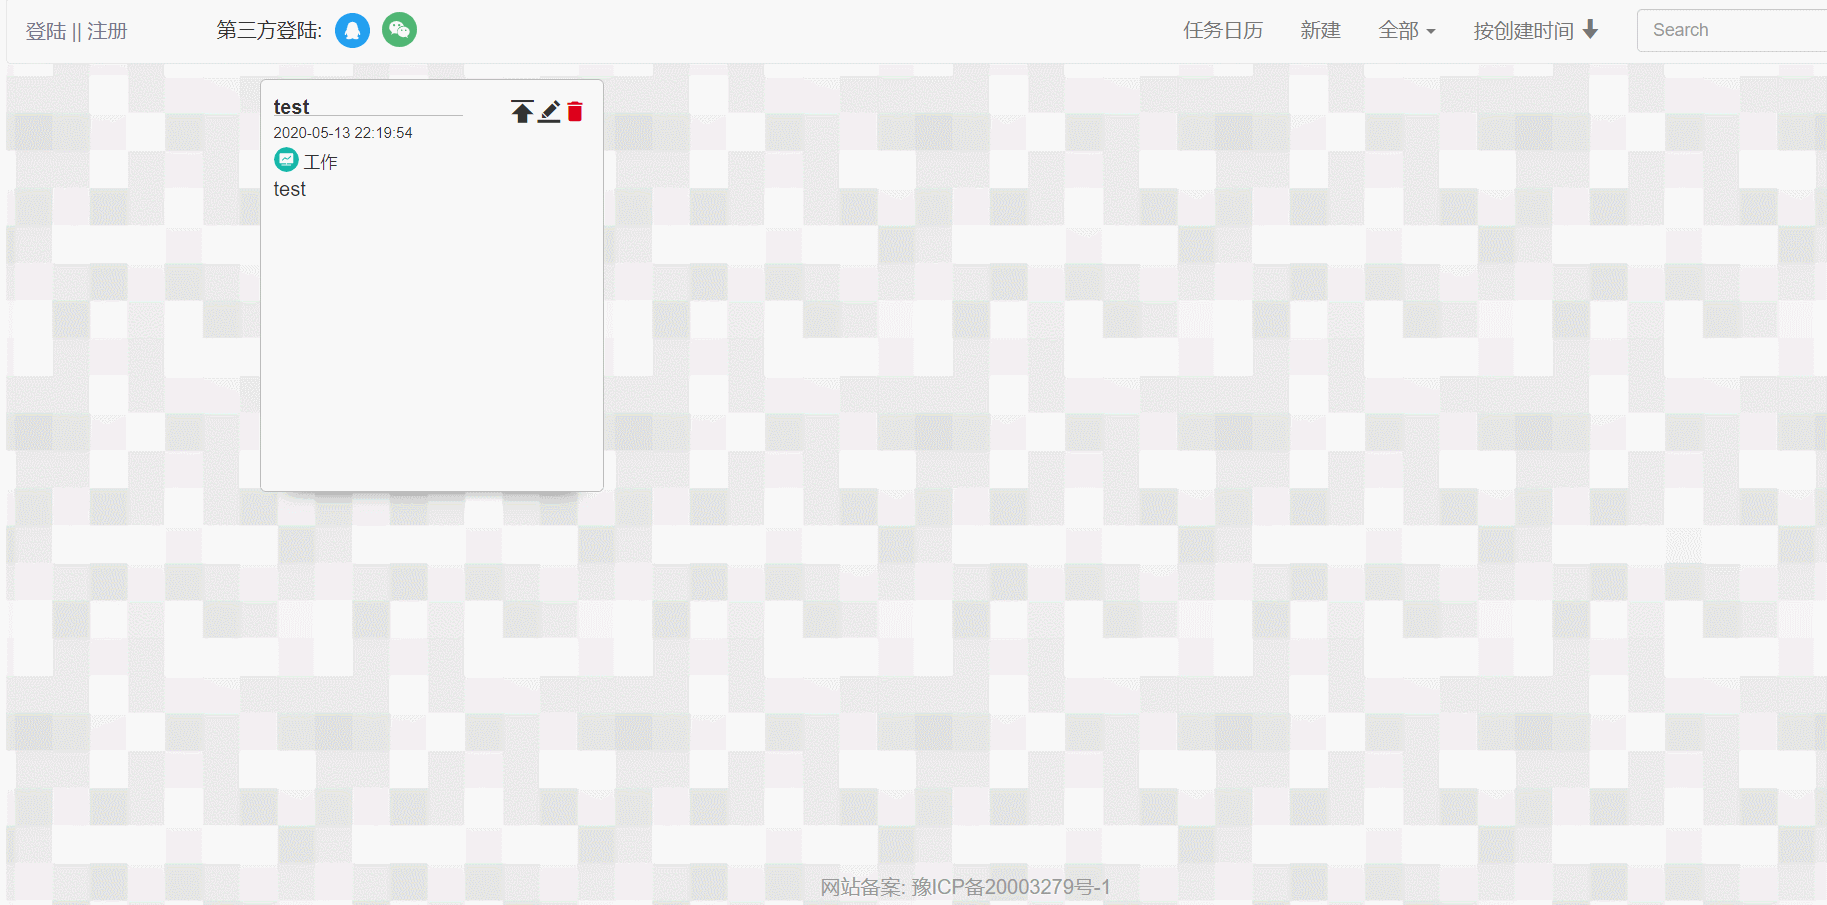 登陆 || 注册 第三方登陆: 任务日历 新建 全部 按创建时间 Search
test
2020-05-13 22:19:54
工作
test
网站备案: 豫ICP备20003279号-1